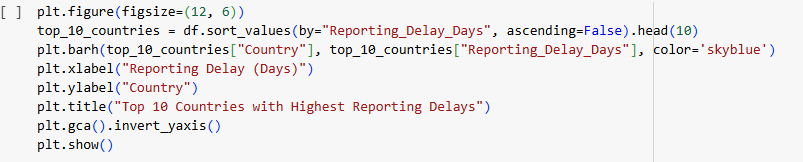 [ ] plt.figure(figsize=(12, 6))
top_10_countries = df.sort_values(by="Reporting_Delay_Days", ascending=False).head(10)
plt.barh(top_10_countries["Country"], top_10_countries["Reporting_Delay_Days"], color='skyblue')
plt.xlabel("Reporting Delay (Days)")
plt.ylabel("Country")
plt.title("Top 10 Countries with Highest Reporting Delays")
plt.gca().invert_yaxis()
plt.show()